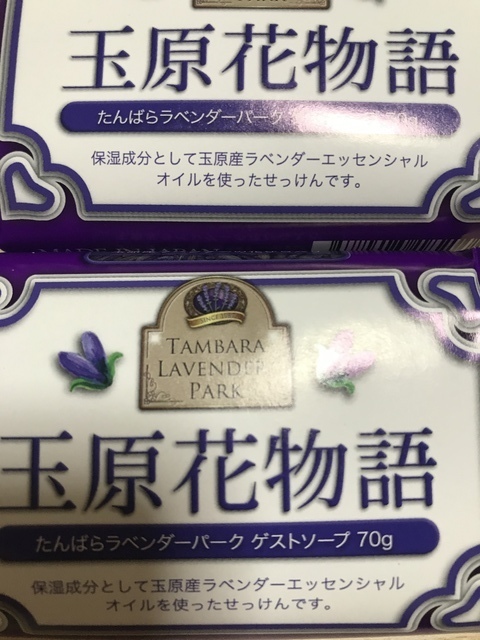 玉原花物語
たんばらラベンダーパーク 70g
保湿成分として玉原産ラベンダーエッセンシャル
オイルを使ったせっけんです。
TAMBARA
LAVENDER
PARK
玉原花物語
たんばらラベンダーパーク ゲストソープ 70g
保湿成分として玉原産ラベンダーエッセンシャル
オイルを使ったせっけんです。